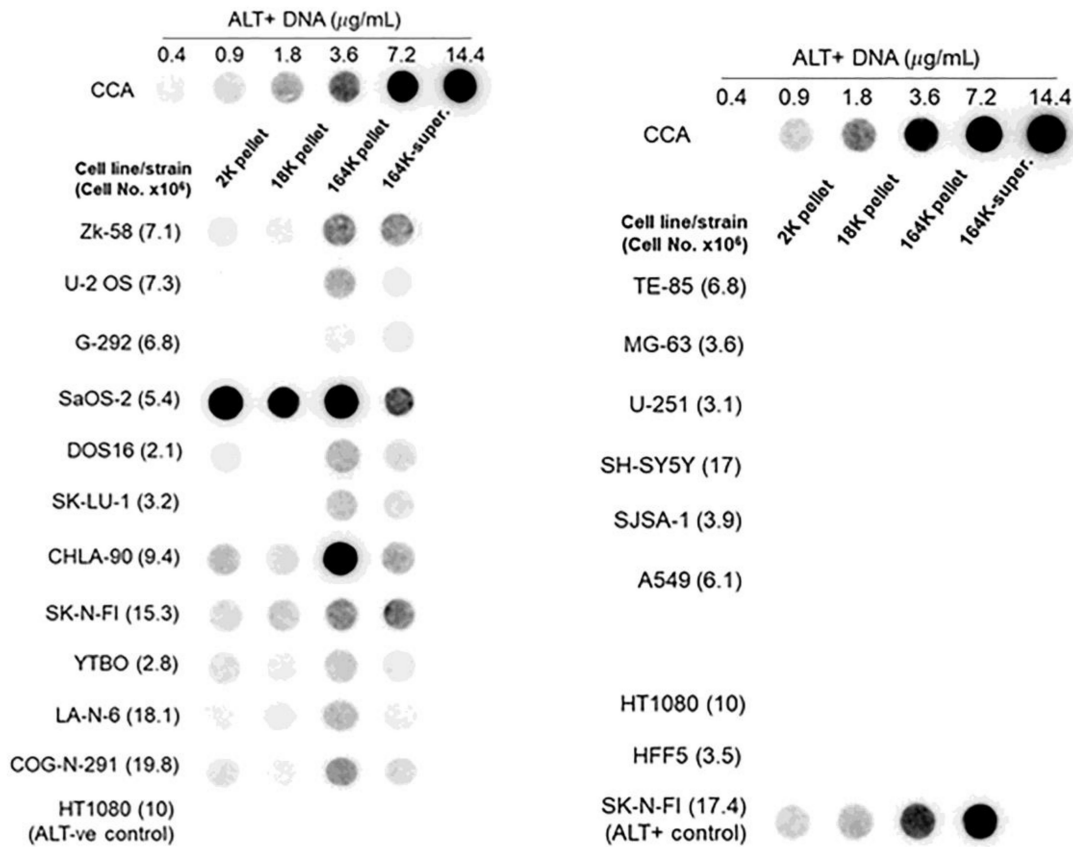 ALT+ DNA (μg/mL)
0.4 0.9 1.8 3.6 7.2 14.4
CCA
2K pellet
18K pellet
164K pellet
164K-super.
Cell line/strain
(Cell No. x10⁶)
Zk-58 (7.1)
U-2 OS (7.3)
G-292 (6.8)
SaOS-2 (5.4)
DOS16 (2.1)
SK-LU-1 (3.2)
CHLA-90 (9.4)
SK-N-FI (15.3)
YTBO (2.8)
LA-N-6 (18.1)
COG-N-291 (19.8)
HT1080 (10)
(ALT-ve control)
ALT+ DNA (μg/mL)
0.4 0.9 1.8 3.6 7.2 14.4
CCA
2K pellet
18K pellet
164K pellet
164K-super.
Cell line/strain
(Cell No. x10⁶)
TE-85 (6.8)
MG-63 (3.6)
U-251 (3.1)
SH-SY5Y (17)
SJSA-1 (3.9)
A549 (6.1)
HT1080 (10)
HFF5 (3.5)
SK-N-FI (17.4)
(ALT+ control)